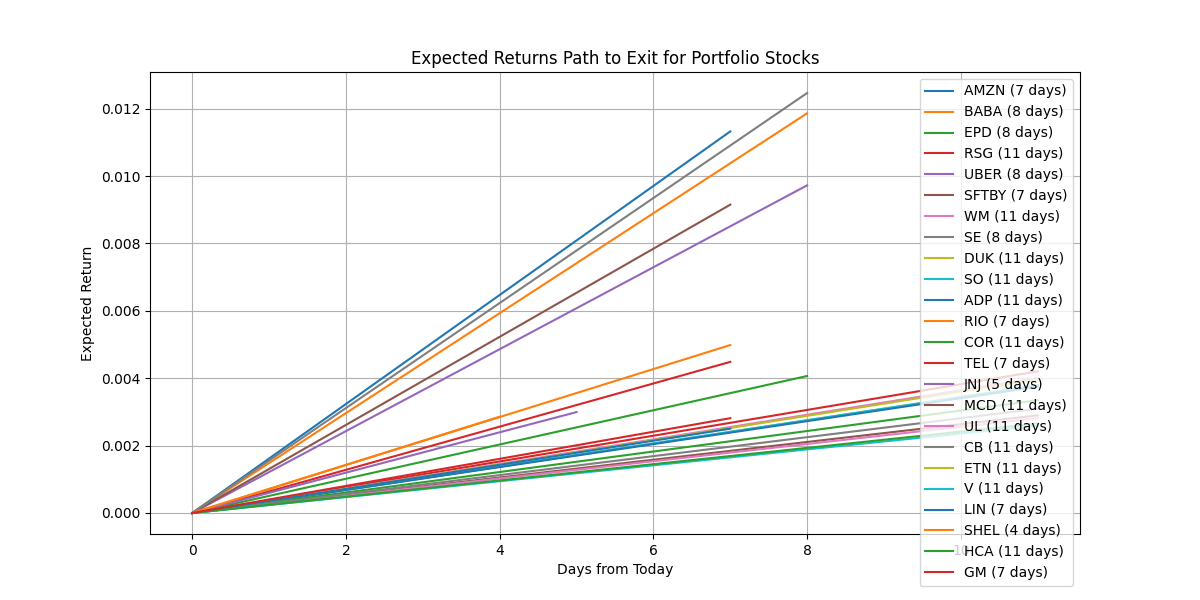 Expected Returns Path to Exit for Portfolio Stocks
Expected Return
0.012
0.010
0.008
0.006
0.004
0.002
0.000
0
2
4
6
8
10
Days from Today
AMZN (7 days)
BABA (8 days)
EPD (8 days)
RSG (11 days)
UBER (8 days)
SFTBY (7 days)
WM (11 days)
SE (8 days)
DUK (11 days)
SO (11 days)
ADP (11 days)
RIO (7 days)
COR (11 days)
TEL (7 days)
JNJ (5 days)
MCD (11 days)
UL (11 days)
CB (11 days)
ETN (11 days)
V (11 days)
LIN (7 days)
SHEL (4 days)
HCA (11 days)
GM (7 days)